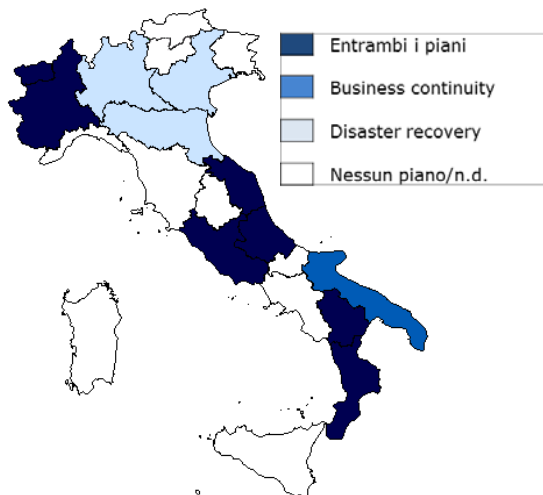 Entrambi i piani
Business continuity
Disaster recovery
Nessun piano/n.d.